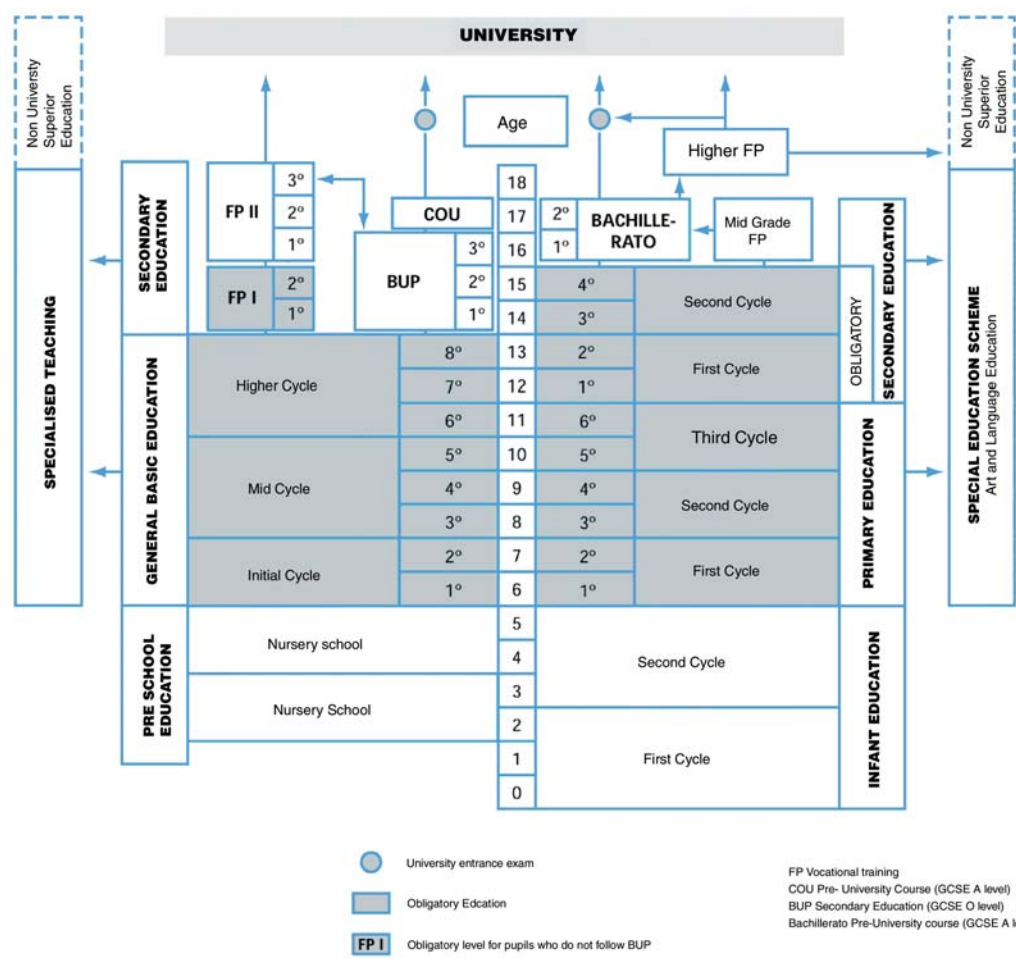 UNIVERSITY
Non University
Superior
Education
SPECIALISED TEACHING
SECONDARY
EDUCATION
GENERAL BASIC EDUCATION
PRE SCHOOL
EDUCATION
FP II
3º
2º
1º
FP I
2º
1º
COU
BUP
3º
2º
1º
Higher Cycle
8º
7º
6º
Mid Cycle
5º
4º
3º
Initial Cycle
2º
1º
Nursery school
Nursery School
Age
18
17
16
15
14
13
12
11
10
9
8
7
6
5
4
3
2
1
0
Higher FP
2º
1º
BACHILLE-
RATO
Mid Grade
FP
4º
3º
Second Cycle
2º
1º
First Cycle
6º
5º
Third Cycle
4º
3º
Second Cycle
2º
1º
First Cycle
Second Cycle
First Cycle
OBLIGATORY
SECONDARY EDUCATION
PRIMARY EDUCATION
INFANT EDUCATION
Non University
Superior
Education
SPECIAL EDUCATION SCHEME
Art and Language Education
University entrance exam
Obligatory Edcation
FP I
Obligatory level for pupils who do not follow BUP
FP Vocational training
COU Pre- University Course (GCSE A level)
BUP Secondary Education (GCSE O level)
Bachillerato Pre-University course (GCSE A l